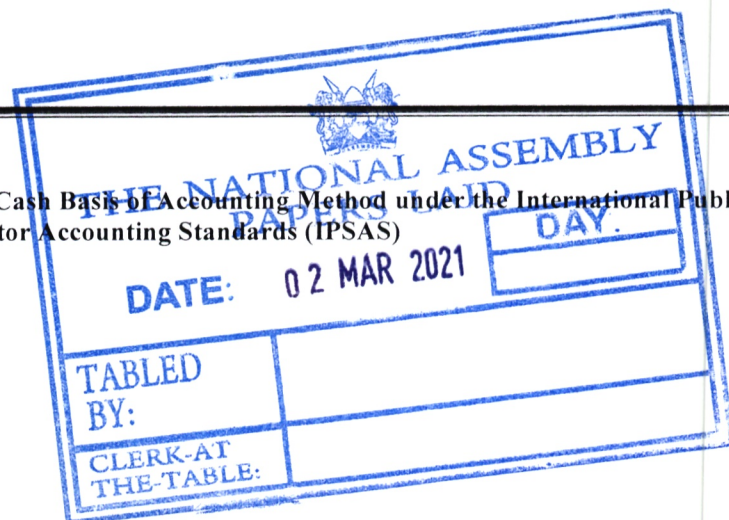 THE NATIONAL ASSEMBLY
Cash Basis of Accounting Method under the International Publ
tor Accounting Standards (IPSAS)
PAPERS LAID
DAY.
DATE: 02 MAR 2021
TABLED
BY:
CLERK-AT
THE-TABLE: